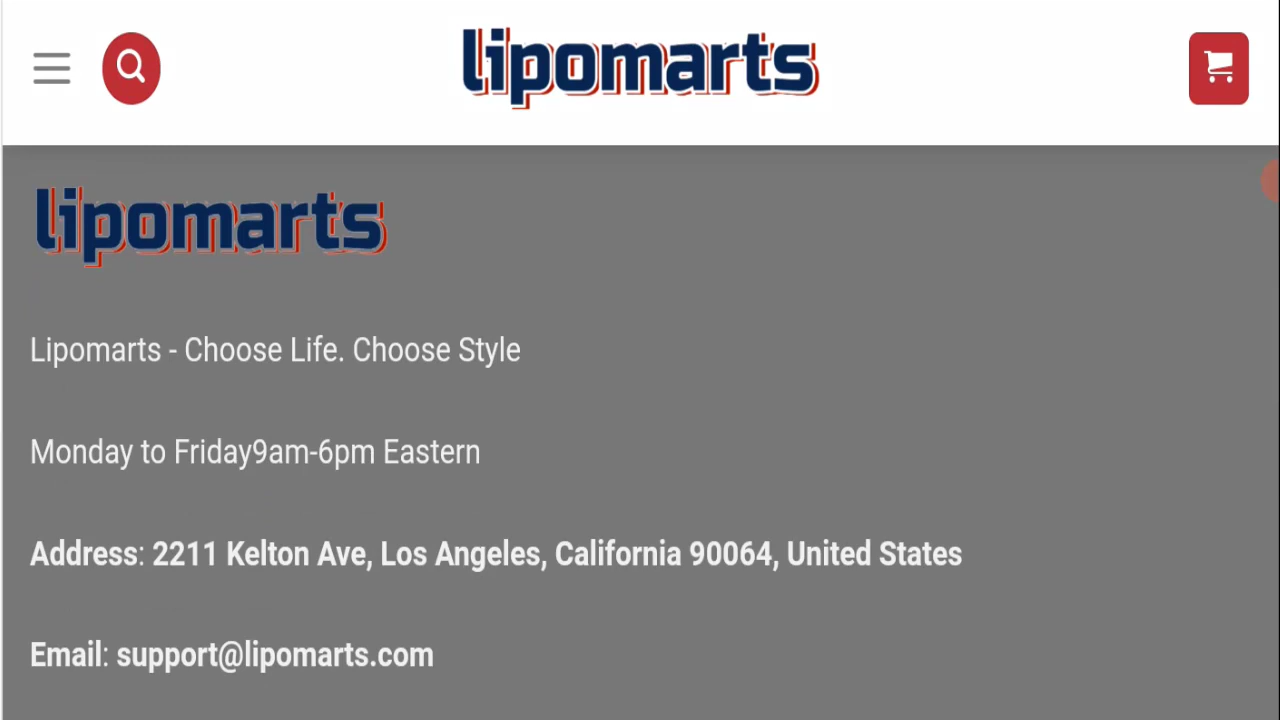 lipomarts
lipomarts
Lipomarts - Choose Life. Choose Style
Monday to Friday9am-6pm Eastern
Address: 2211 Kelton Ave, Los Angeles, California 90064, United States
Email: support@lipomarts.com